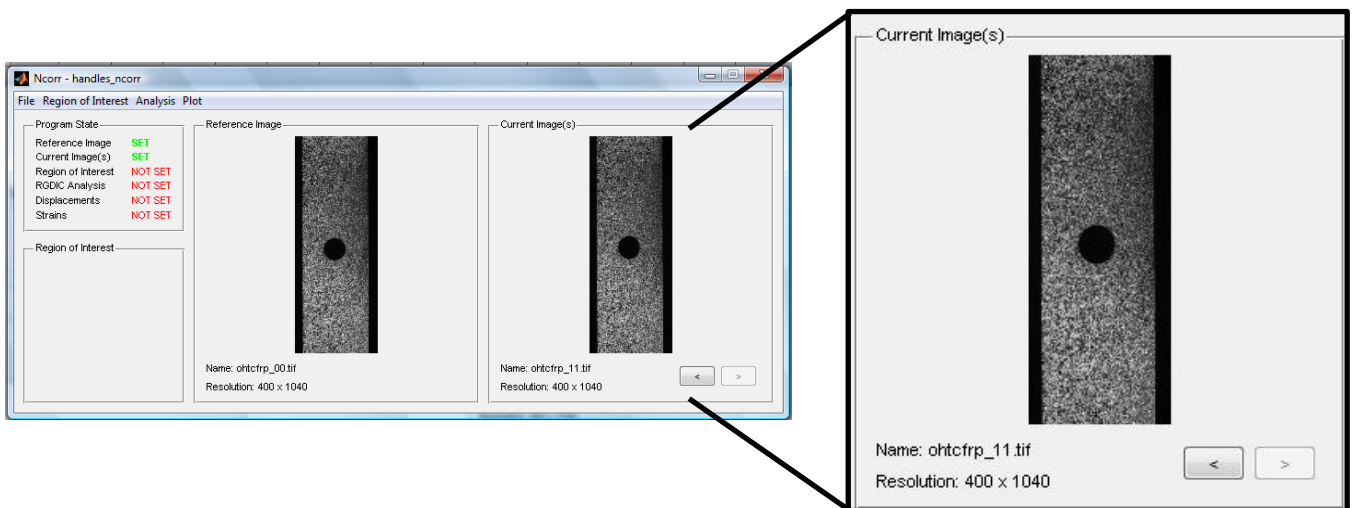 Ncorr - handles_ncorr
File Region of Interest Analysis Plot
Program State
Reference Image SET
Current Image(s) SET
Region of Interest NOT SET
RGDIC Analysis NOT SET
Displacements NOT SET
Strains NOT SET
Region of Interest
Reference Image
Name: ohtcfrp_00.tif
Resolution: 400 x 1040
Current Image(s)
Name: ohtcfrp_11.tif
Resolution: 400 x 1040
< >
Current Image(s)
Name: ohtcfrp_11.tif
Resolution: 400 x 1040
< >